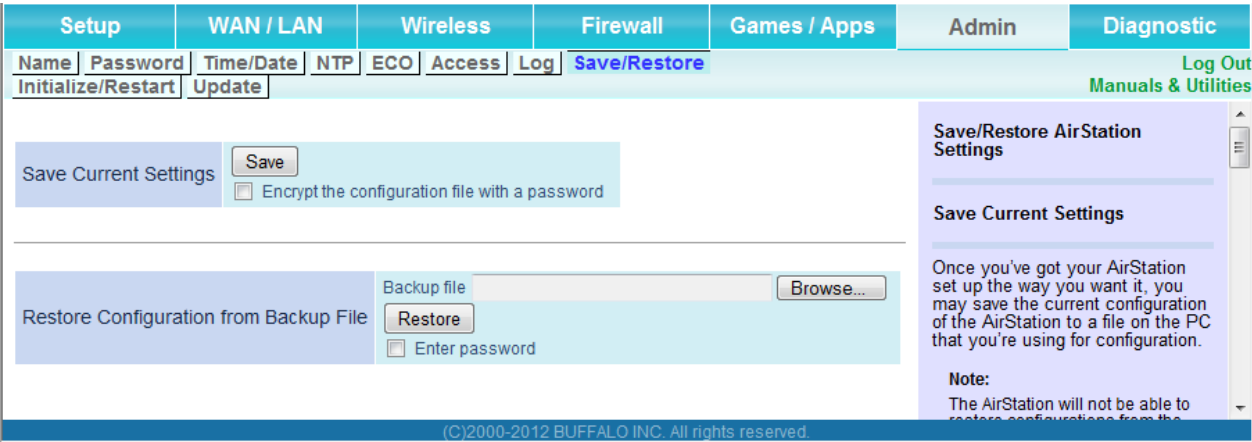 Setup WAN / LAN Wireless Firewall Games / Apps Admin Diagnostic
Name Password Time/Date NTP ECO Access Log Save/Restore
Initialize/Restart Update
Log Out
Manuals & Utilities
Save Current Settings
Save
Encrypt the configuration file with a password
Restore Configuration from Backup File
Backup file
Browse...
Restore
Enter password
Save/Restore AirStation
Settings
Save Current Settings
Once you've got your AirStation
set up the way you want it, you
may save the current configuration
of the AirStation to a file on the PC
that you're using for configuration.
Note:
The AirStation will not be able to
restore configurations from the
(C)2000-2012 BUFFALO INC. All rights reserved.